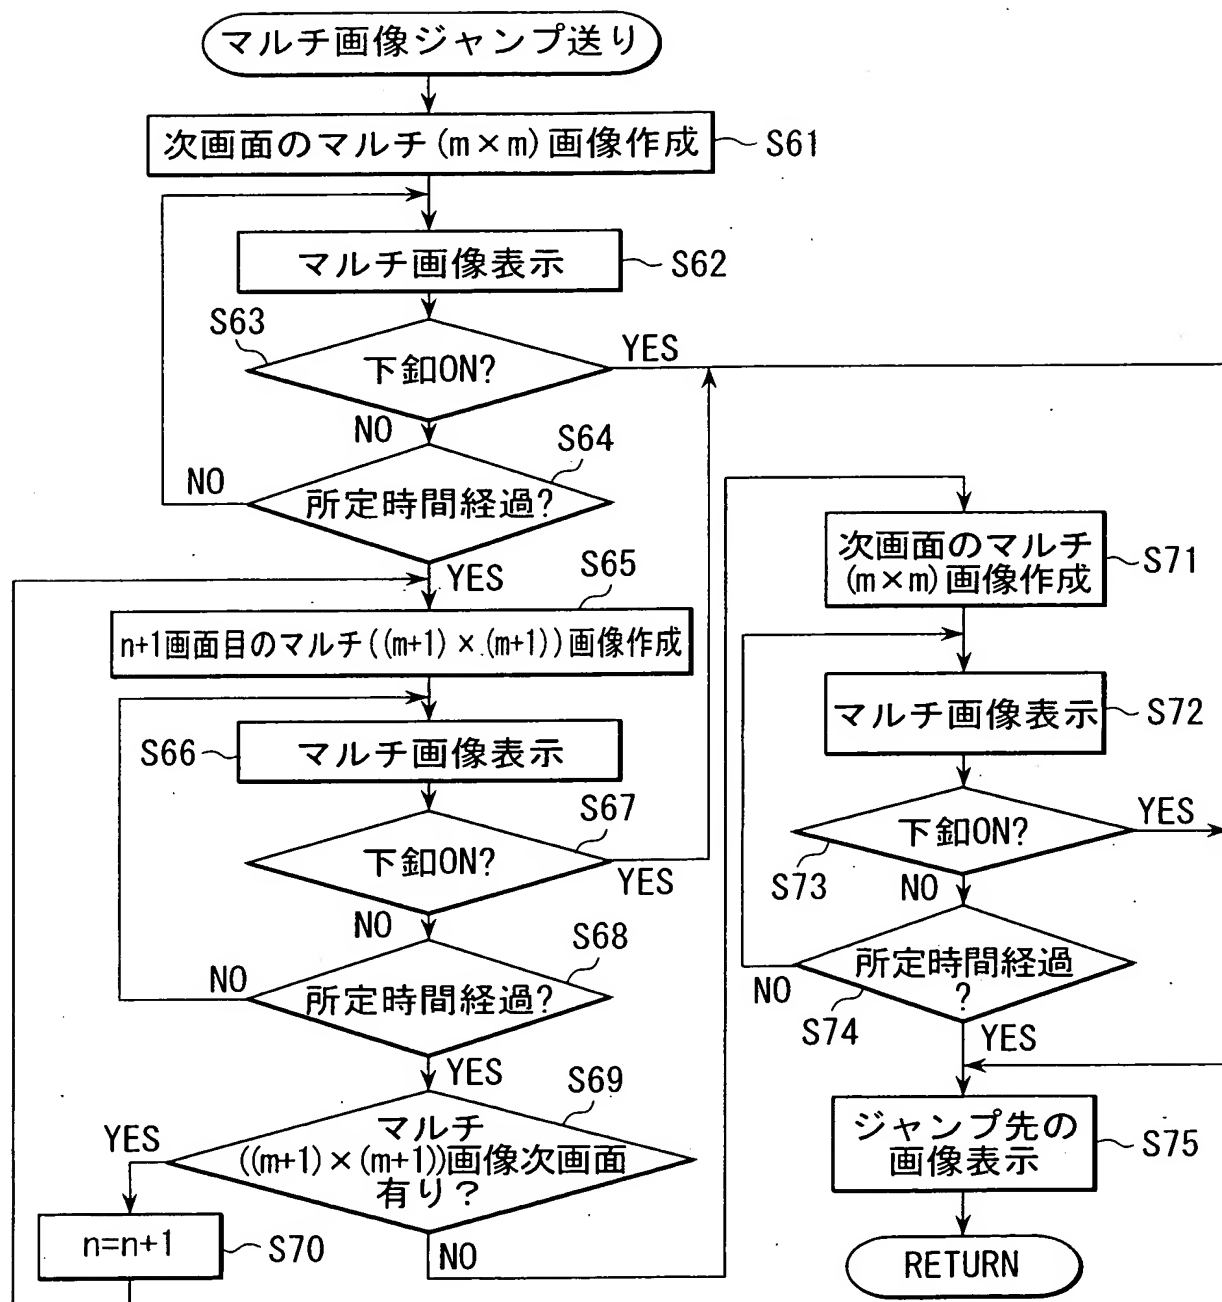 マルチ画像ジャンプ送り
次画面のマルチ(m×m)画像作成
S61
マルチ画像表示
S62
S63
下釦ON?
YES
NO
S64
NO
所定時間経過?
YES
S65
n+1画面目のマルチ((m+1)×(m+1))画像作成
S66
マルチ画像表示
S67
下釦ON?
YES
NO
S68
NO
所定時間経過?
YES
S69
YES
マルチ
((m+1)×(m+1))画像次画面
有り?
NO
n=n+1
S70
次画面のマルチ
(m×m)画像作成
S71
マルチ画像表示
S72
YES
下釦ON?
S73
NO
所定時間経過
?
NO
S74
YES
ジャンプ先の
画像表示
S75
RETURN